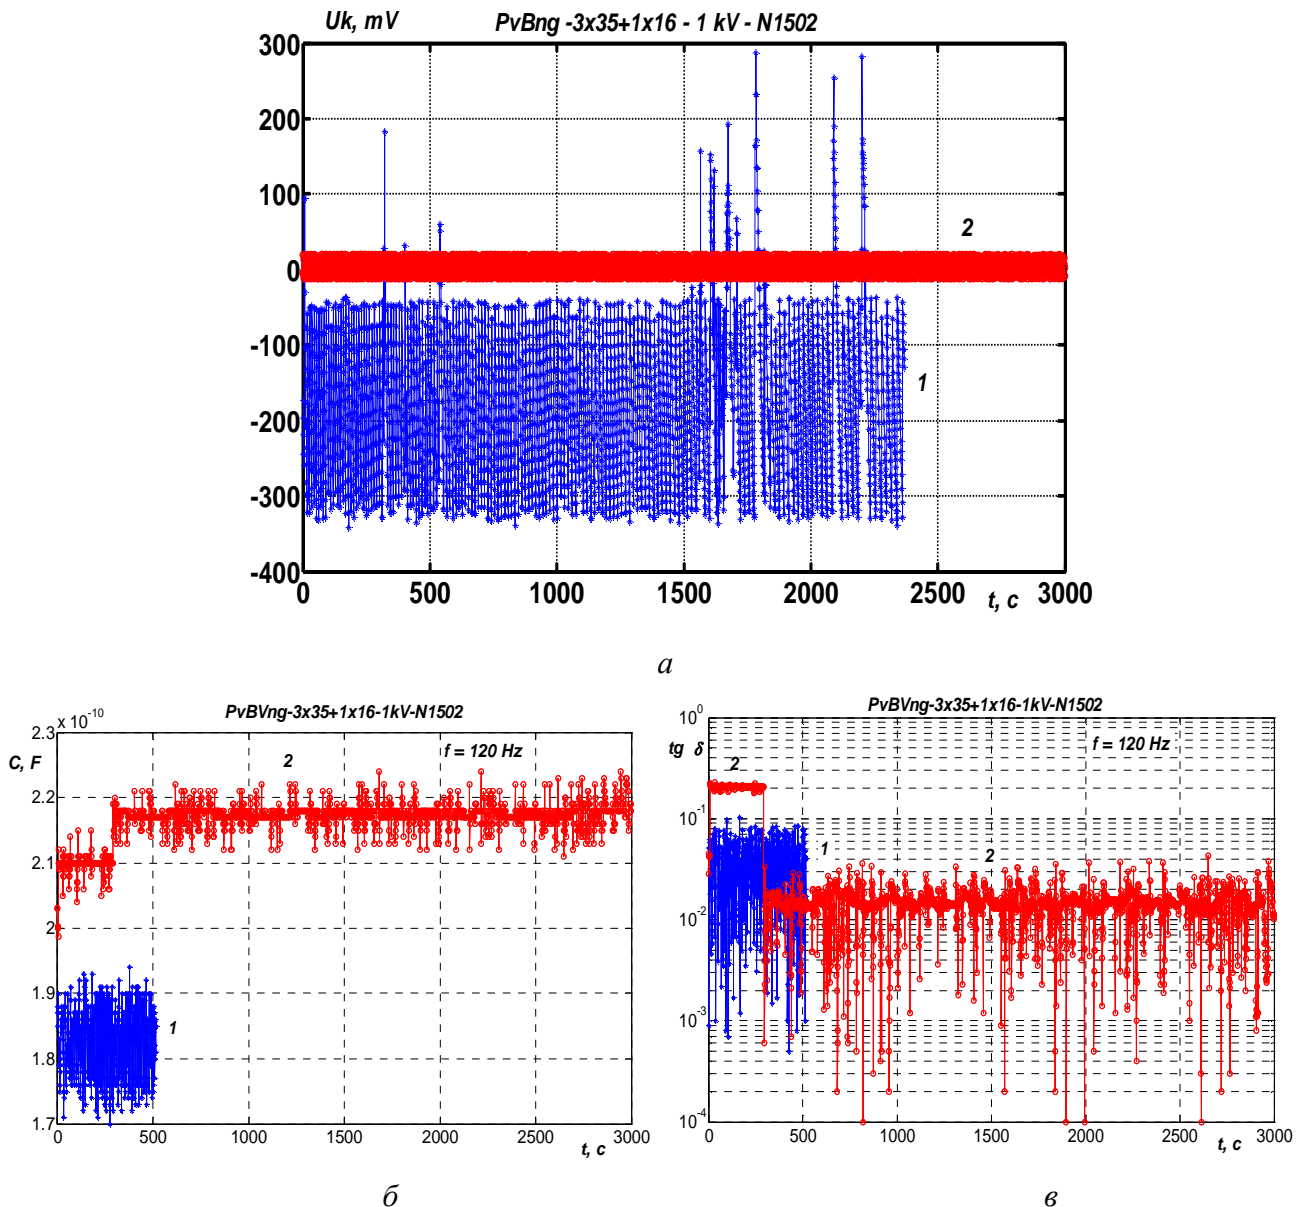 Uk, mV PvBng -3x35+1x16 - 1 kV - N1502
300
200
100
0
-100
-200
-300
-400
2
1
0 500 1000 1500 2000 2500 3000
t, c
а
PvBVng-3x35+1x16-1kV-N1502
x 10^-10
C, F
f = 120 Hz
2.3
2.2
2.1
2
1.9
1.8
1.7
2
1
0 500 1000 1500 2000 2500 3000
t, c
б
PvBVng-3x35+1x16-1kV-N1502
tg δ
f = 120 Hz
10^0
10^-1
10^-2
10^-3
10^-4
2
1
2
0 500 1000 1500 2000 2500 3000
t, c
в